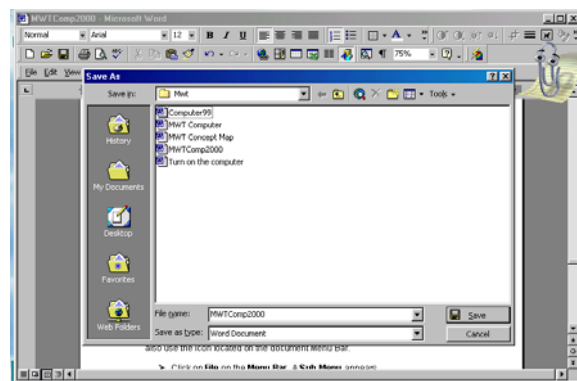 MWTComp2000 - Microsoft Word
Normal Arial 12 B I U
75%
File Edit View
Save As
Save in: Mwt Tools
Computer99
MWT Computer
MWT Concept Map
MWTComp2000
Turn on the computer
History
My Documents
Desktop
Favorites
Web Folders
File name: MWTComp2000 Save
Save as type: Word Document Cancel
also use the icon located on the document Menu Bar.
Click on File on the Menu Bar. A Sub Menu appears